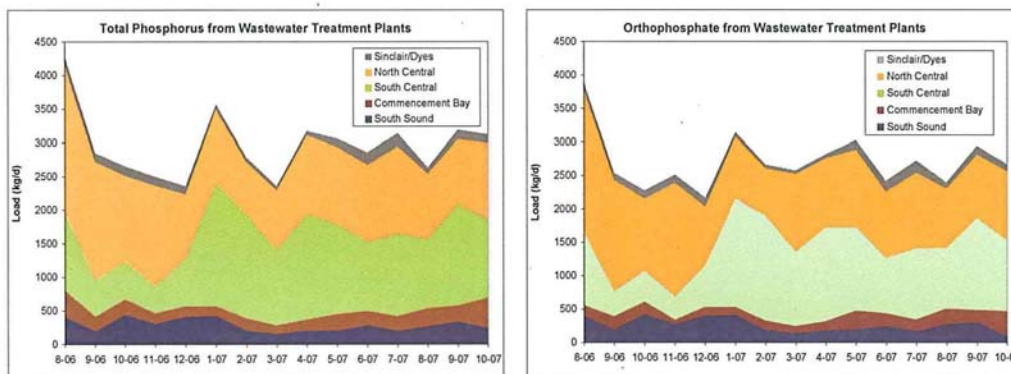 Total Phosphorus from Wastewater Treatment Plants
4500
4000
3500
3000
2500
2000
1500
1000
500
0
Load (kg/d)
Sinclair/Dyes
North Central
South Central
Commencement Bay
South Sound
8-06 9-06 10-06 11-06 12-06 1-07 2-07 3-07 4-07 5-07 6-07 7-07 8-07 9-07 10-07
Orthophosphate from Wastewater Treatment Plants
4500
4000
3500
3000
2500
2000
1500
1000
500
0
Load (kg/d)
Sinclair/Dyes
North Central
South Central
Commencement Bay
South Sound
8-06 9-06 10-06 11-06 12-06 1-07 2-07 3-07 4-07 5-07 6-07 7-07 8-07 9-07